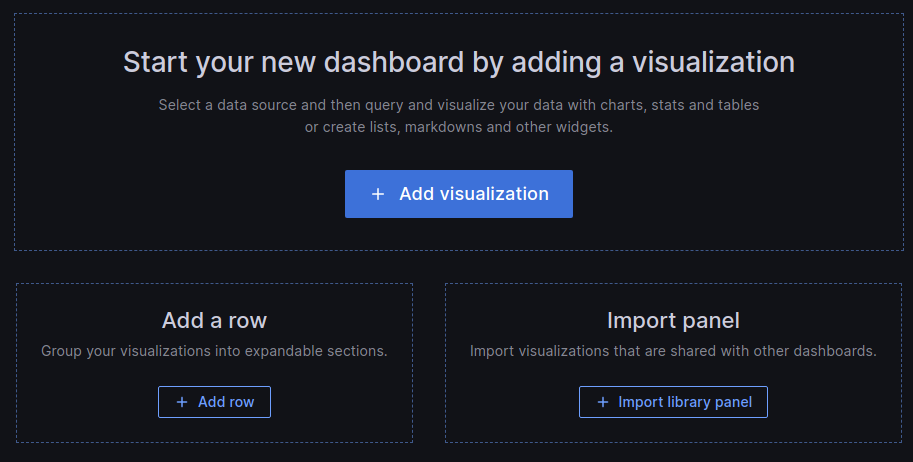 Start your new dashboard by adding a visualization
Select a data source and then query and visualize your data with charts, stats and tables
or create lists, markdowns and other widgets.
+ Add visualization
Add a row
Group your visualizations into expandable sections.
+ Add row
Import panel
Import visualizations that are shared with other dashboards.
+ Import library panel